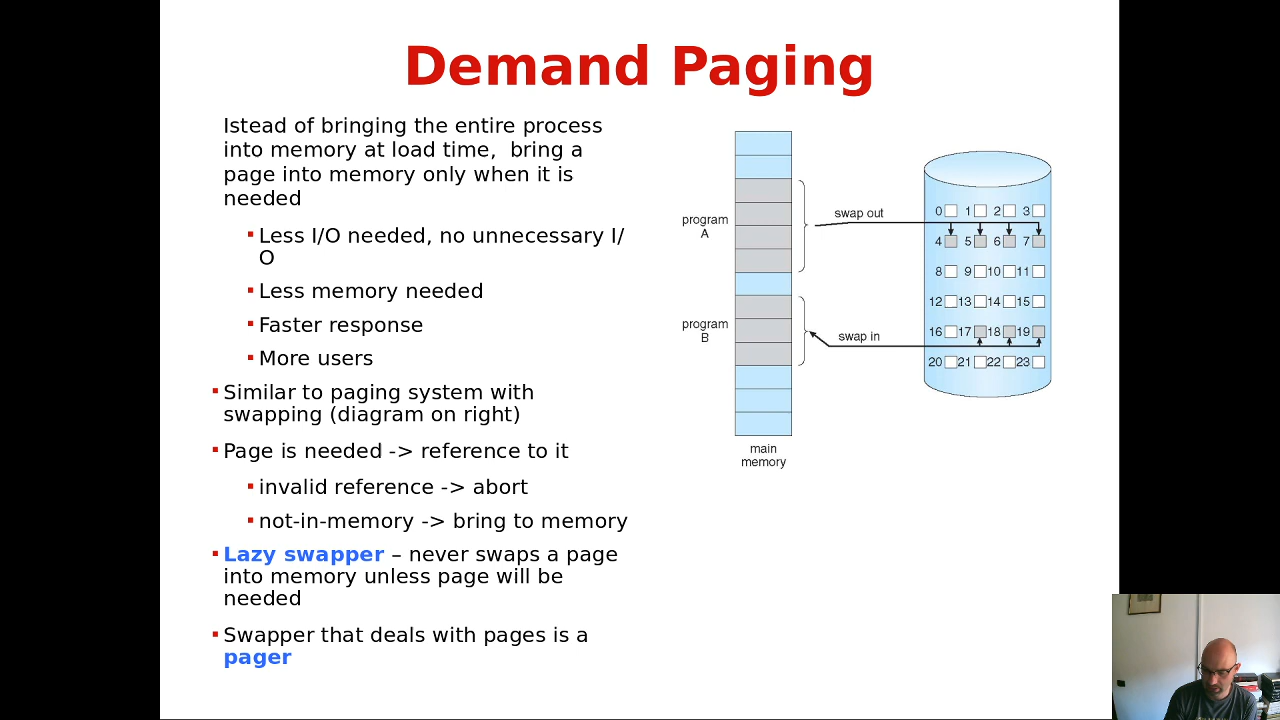 Demand Paging
Istead of bringing the entire process
into memory at load time,  bring a
page into memory only when it is
needed
▪Less I/O needed, no unnecessary I/
O
▪Less memory needed
▪Faster response
▪More users
▪Similar to paging system with
swapping (diagram on right)
▪Page is needed -> reference to it
▪invalid reference -> abort
▪not-in-memory -> bring to memory
▪Lazy swapper – never swaps a page
into memory unless page will be
needed
▪Swapper that deals with pages is a
pager
program
A
program
B
main
memory
swap out
swap in
0 1 2 3
4 5 6 7
8 9 10 11
12 13 14 15
16 17 18 19
20 21 22 23